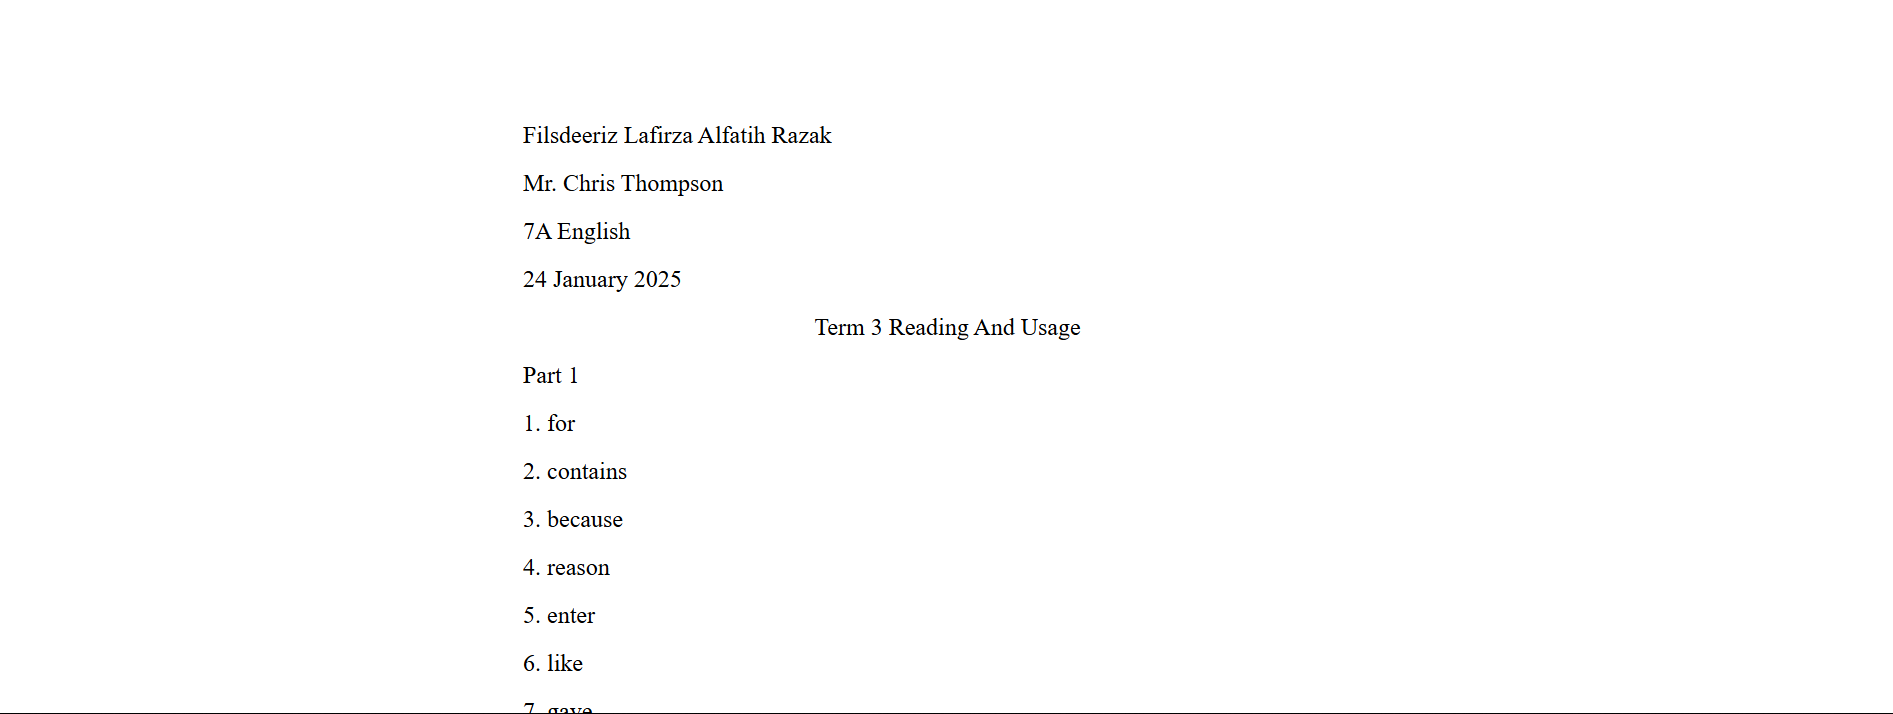 Filsdeeriz Lafirza Alfatih Razak
Mr. Chris Thompson
7A English
24 January 2025
Term 3 Reading And Usage
Part 1
1. for
2. contains
3. because
4. reason
5. enter
6. like
7. gave